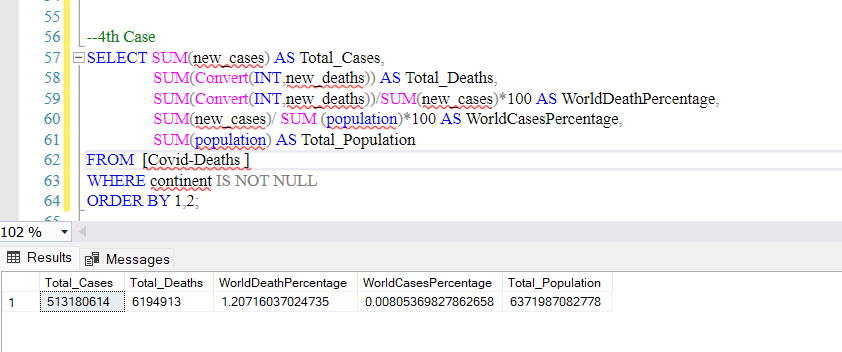 55
56 --4th Case
57 SELECT SUM(new_cases) AS Total_Cases,
58 SUM(Convert(INT,new_deaths)) AS Total_Deaths,
59 SUM(Convert(INT,new_deaths))/SUM(new_cases)*100 AS WorldDeathPercentage,
60 SUM(new_cases)/ SUM (population)*100 AS WorldCasesPercentage,
61 SUM(population) AS Total_Population
62 FROM [Covid-Deaths ]
63 WHERE continent IS NOT NULL
64 ORDER BY 1,2;
102 %
Results Messages
Total_Cases Total_Deaths WorldDeathPercentage WorldCasesPercentage Total_Population
1 513180614 6194913 1.20716037024735 0.00805369827862658 6371987082778